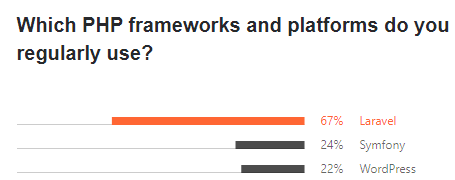 Which PHP frameworks and platforms do you
regularly use?
67% Laravel
24% Symfony
22% WordPress